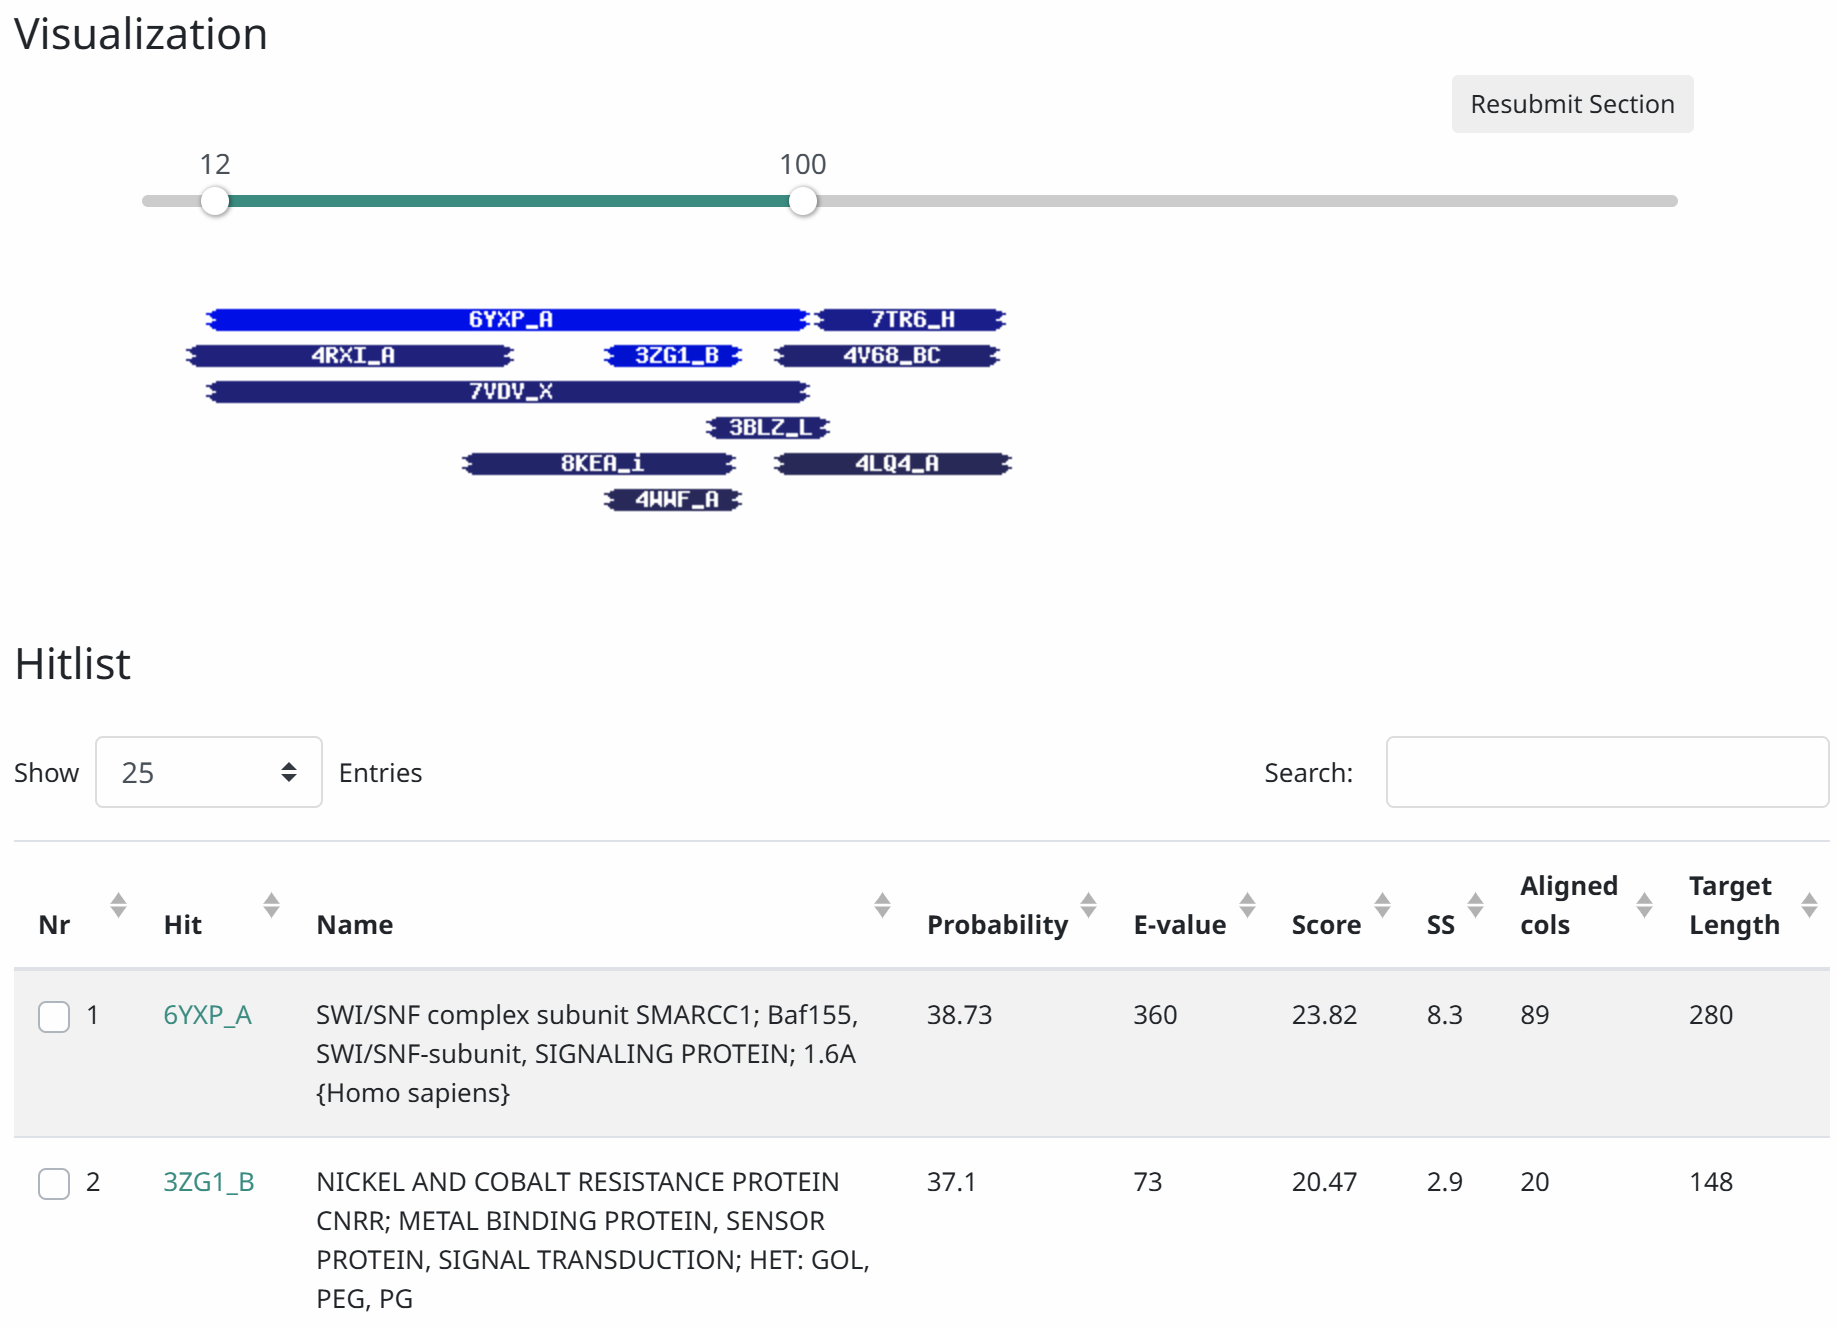 Visualization
Resubmit Section
12 100
6YXP_A 7TR6_H
4RXI_A 3ZG1_B 4V68_BC
7VDV_X
3BLZ_L
8KEA_i 4LQ4_A
4WWF_A
Hitlist
Show 25 Entries Search:
Nr Hit Name Probability E-value Score SS Aligned cols Target Length
1 6YXP_A SWI/SNF complex subunit SMARCC1; Baf155, 38.73 360 23.82 8.3 89 280
SWI/SNF-subunit, SIGNALING PROTEIN; 1.6A
{Homo sapiens}
2 3ZG1_B NICKEL AND COBALT RESISTANCE PROTEIN 37.1 73 20.47 2.9 20 148
CNRR; METAL BINDING PROTEIN, SENSOR
PROTEIN, SIGNAL TRANSDUCTION; HET: GOL,
PEG, PG